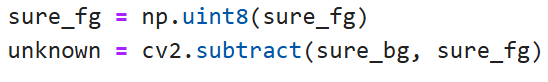 sure_fg = np.uint8(sure_fg)
unknown = cv2.subtract(sure_bg, sure_fg)